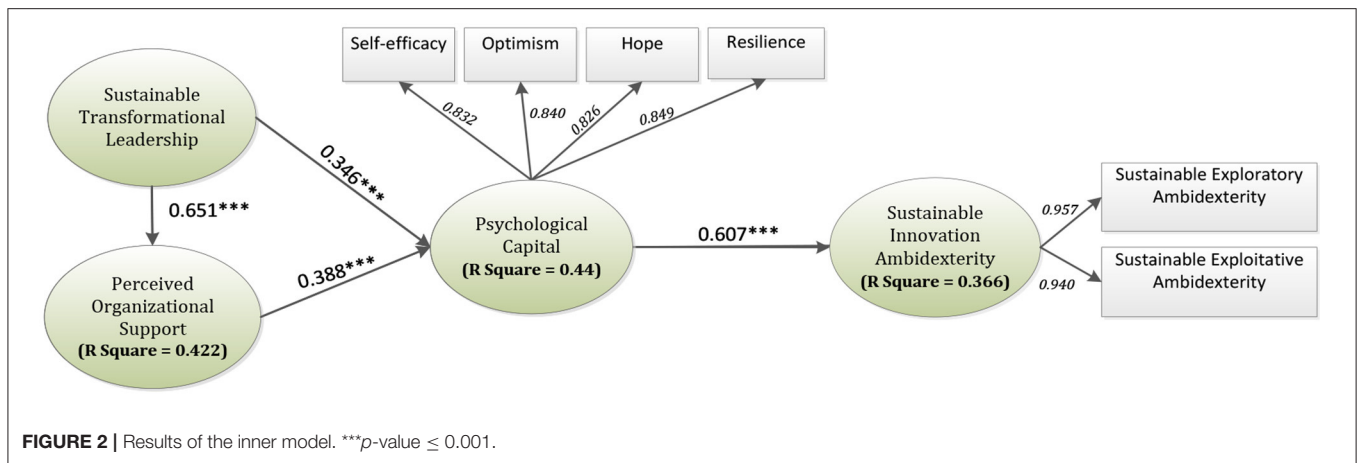 Self-efficacy
Optimism
Hope
Resilience
0.832
0.840
0.826
0.849
Sustainable
Transformational
Leadership
0.346***
0.651***
Perceived
Organizational
Support
(R Square = 0.422)
0.388***
Psychological
Capital
(R Square = 0.44)
0.607***
Sustainable
Innovation
Ambidexterity
(R Square = 0.366)
0.957
0.940
Sustainable Exploratory
Ambidexterity
Sustainable Exploitative
Ambidexterity
FIGURE 2 | Results of the inner model. ***p-value ≤ 0.001.